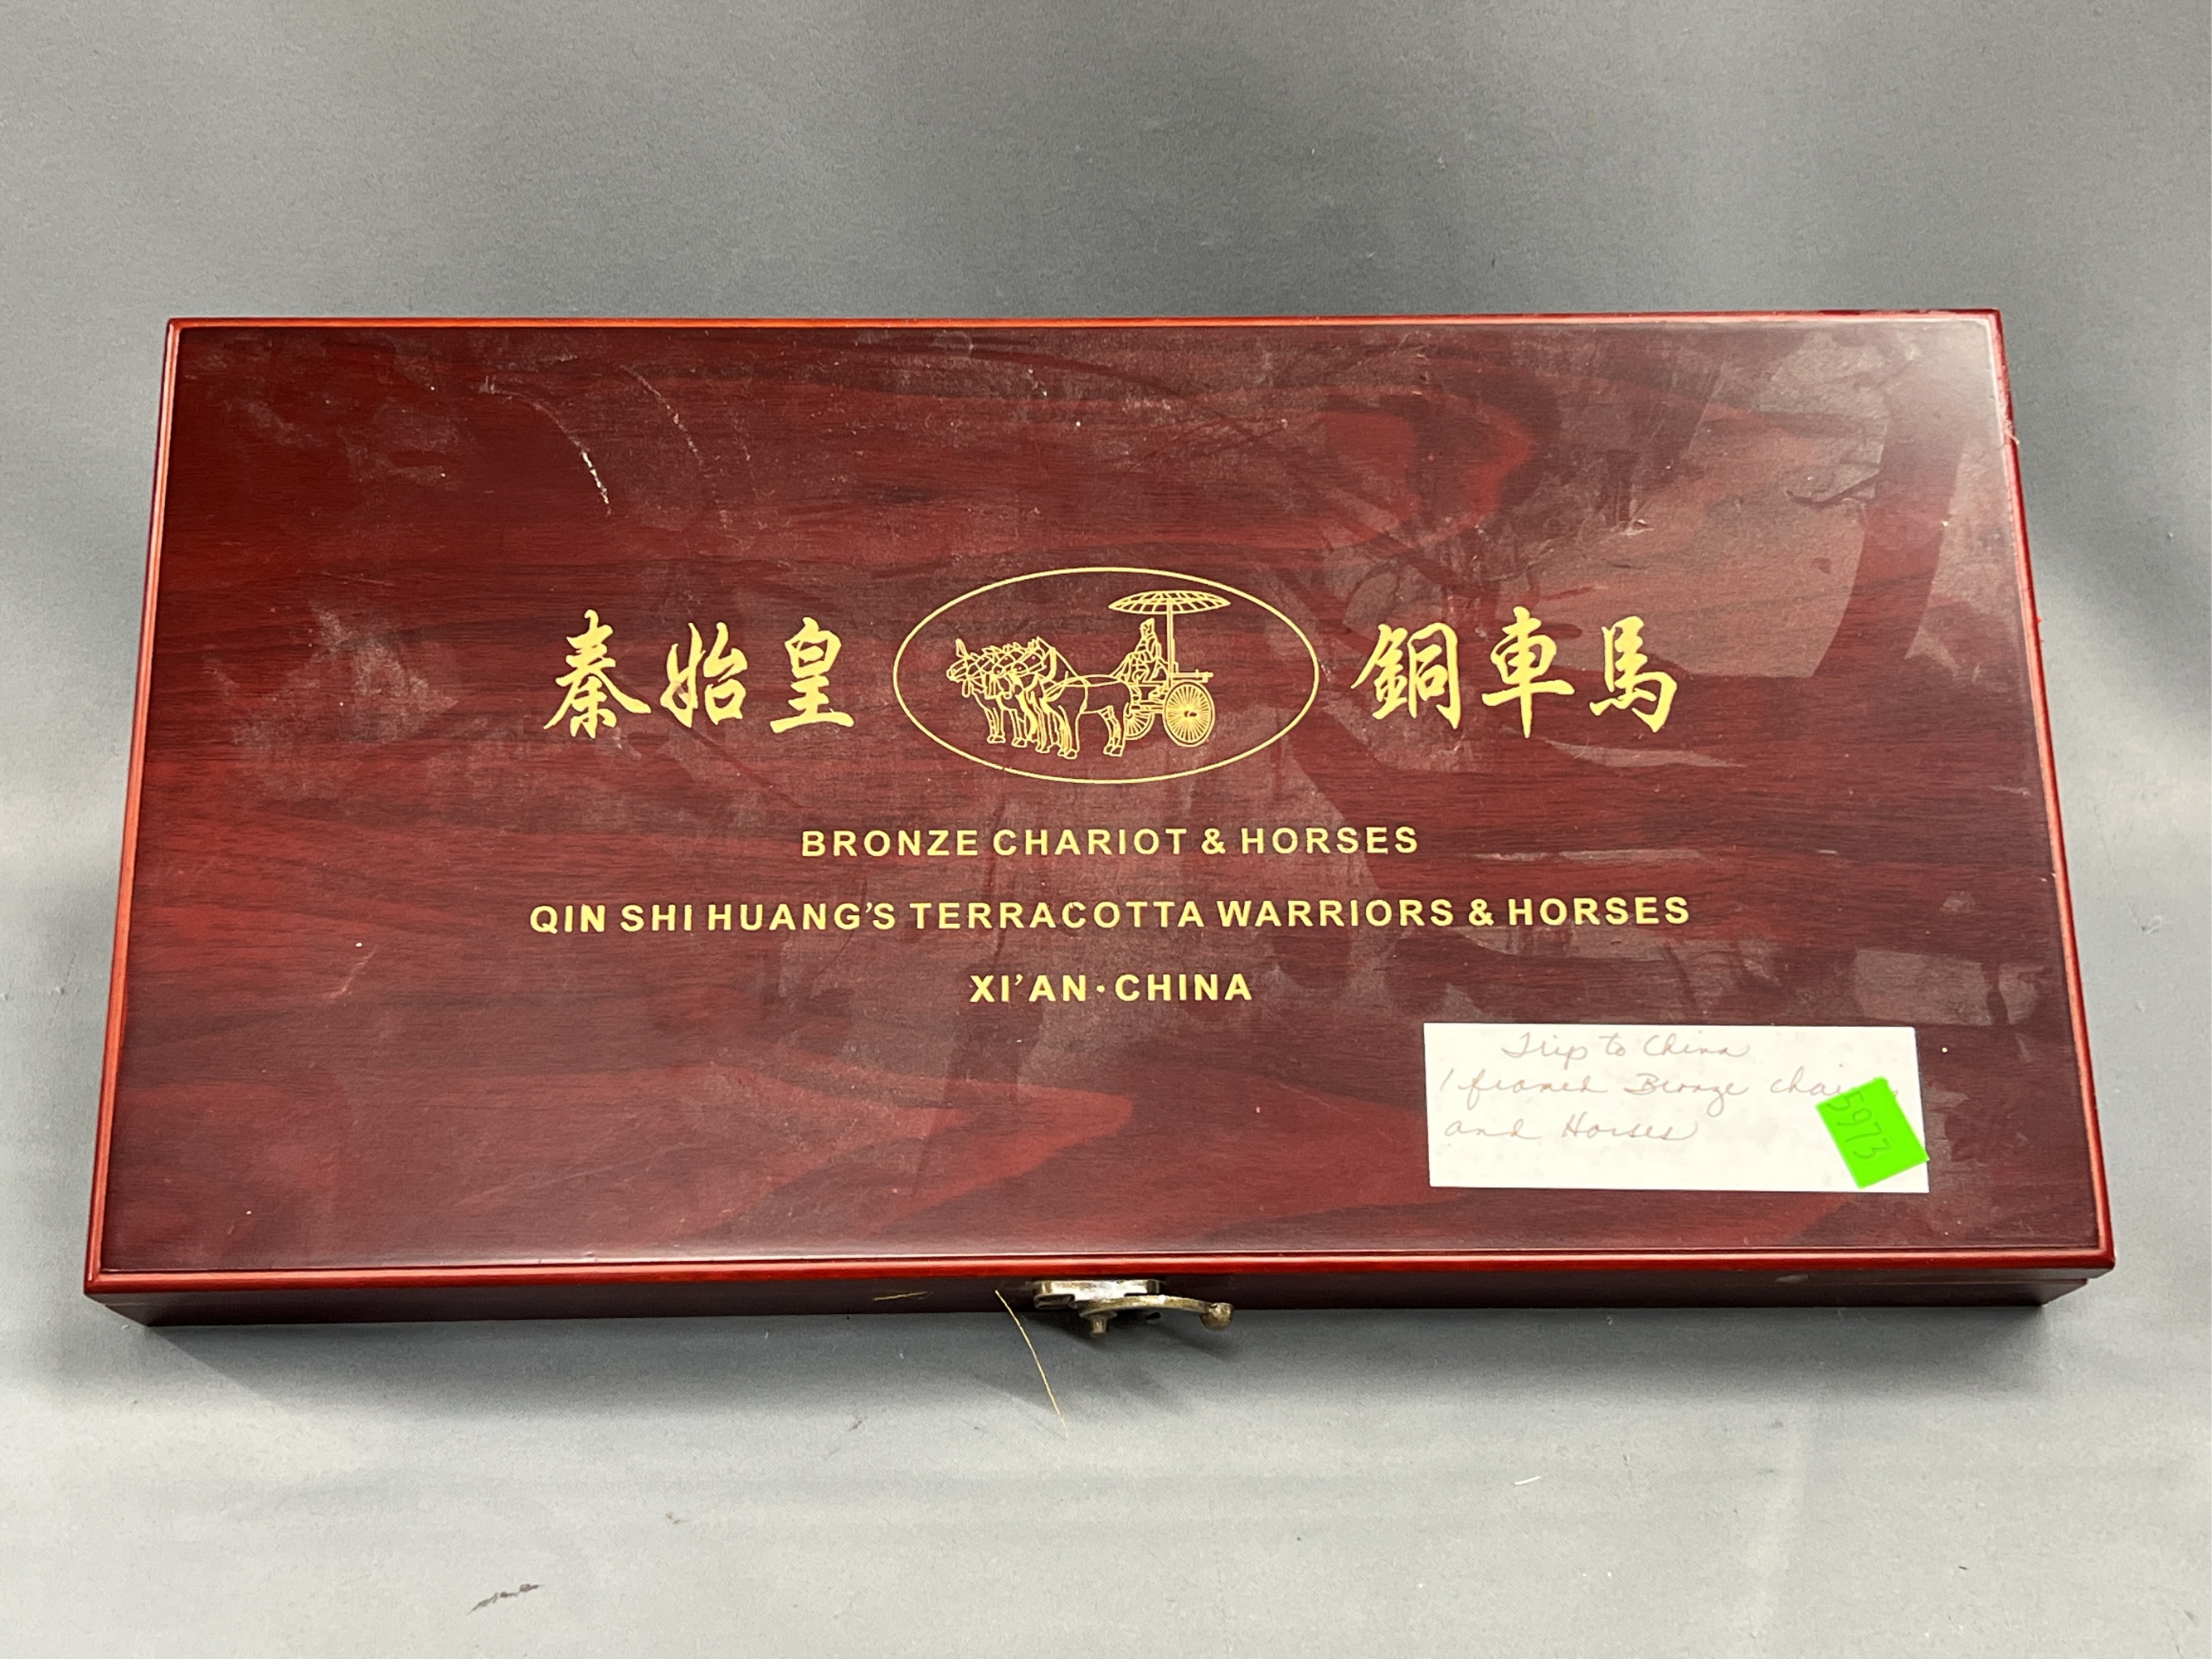 秦始皇 銅車馬
BRONZE CHARIOT & HORSES
QIN SHI HUANG'S TERRACOTTA WARRIORS & HORSES
XI'AN·CHINA
Trip to China
1 framed Bronze
and Horses
5973